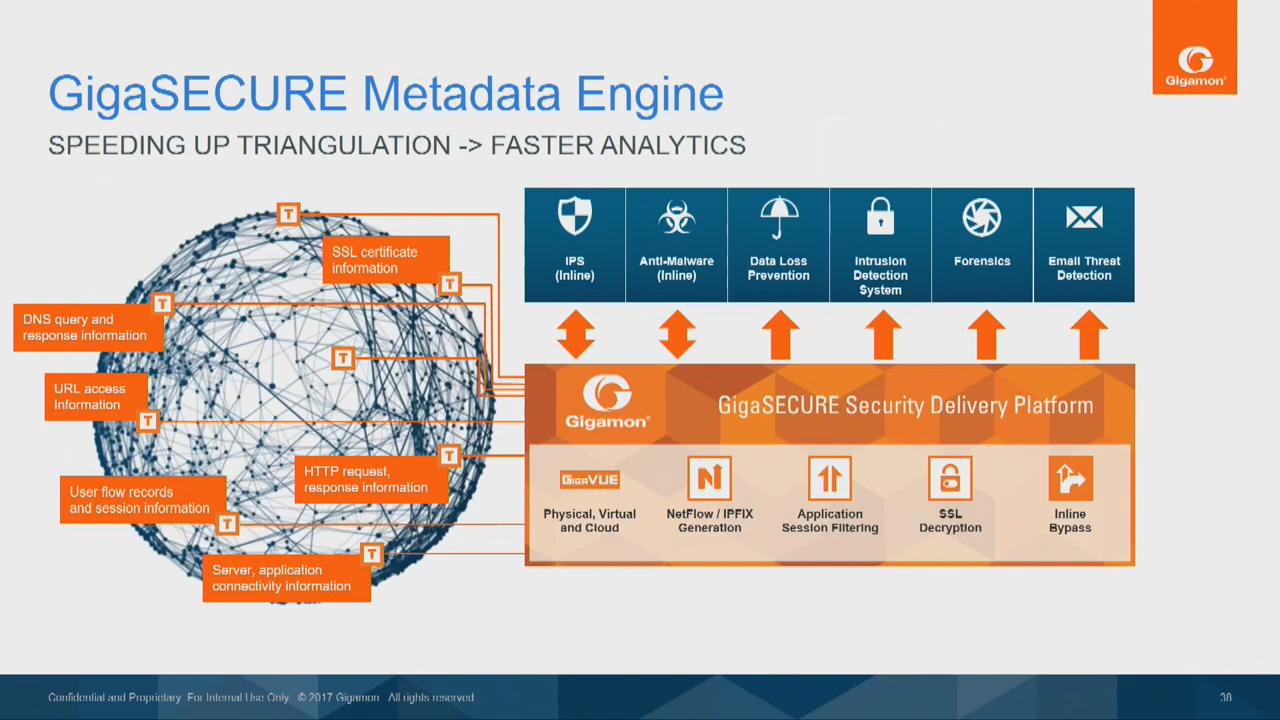 Gigamon®
GigaSECURE Metadata Engine
SPEEDING UP TRIANGULATION -> FASTER ANALYTICS
T
SSL certificate
information
T
DNS query and
response information
T
T
URL access
Information
T
HTTP request,
response information
T
User flow records
and session information
T
Server, application
connectivity information
T
IPS
(Inline)
Anti-Malware
(Inline)
Data Loss
Prevention
Intrusion
Detection
System
Forensics
Email Threat
Detection
Gigamon®
GigaSECURE Security Delivery Platform
GIGAVUE
Physical, Virtual
and Cloud
N
NetFlow / IPFIX
Generation
Application
Session Filtering
SSL
Decryption
Inline
Bypass
Confidential and Proprietary. For Internal Use Only. © 2017 Gigamon. All rights reserved.
38